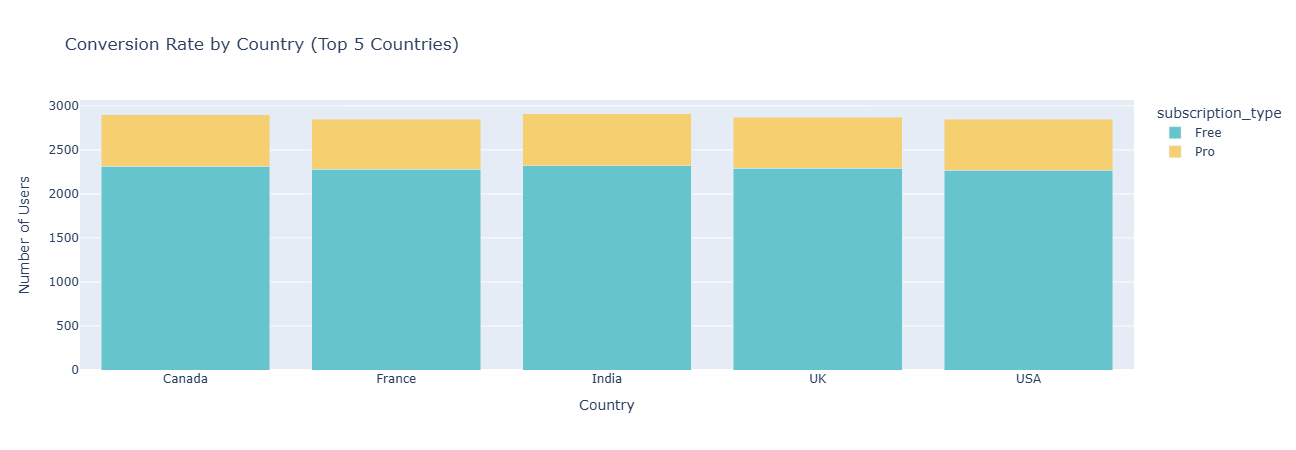 Conversion Rate by Country (Top 5 Countries)
subscription_type
Free
Pro
Number of Users
3000
2500
2000
1500
1000
500
0
Canada
France
India
UK
USA
Country